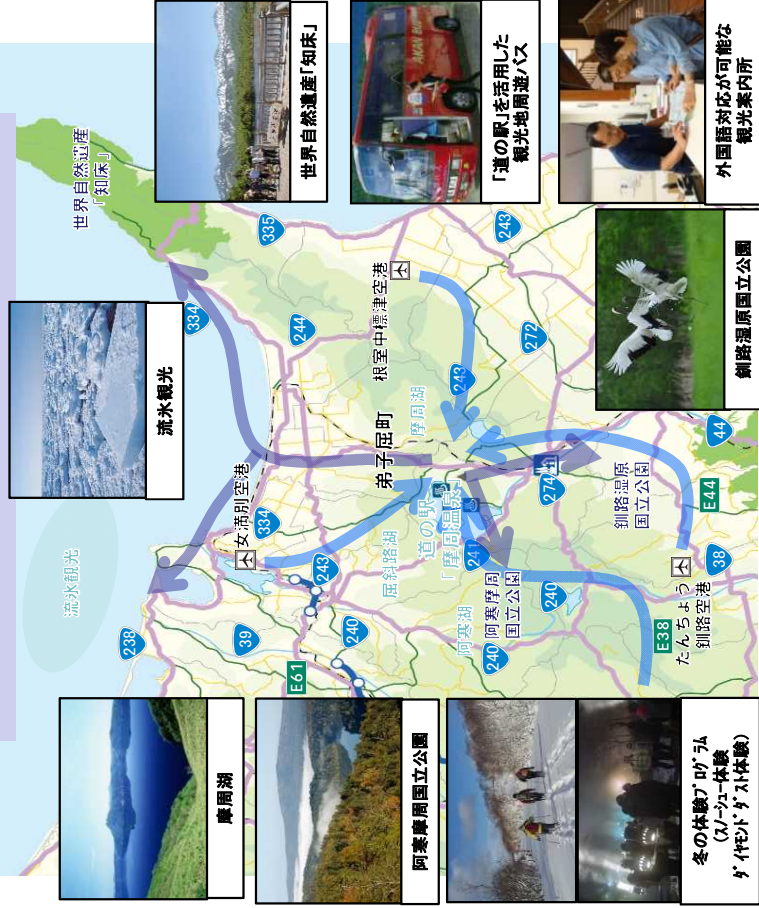 世界自然遺産「知床」
「道の駅」を活用した
観光地周遊バス
AKAN BUS
外国語対応が可能な
観光案内所
世界自然遺産
「知床」
流氷観光
流氷観光
335
334
243
244
根室中標津空港
272
243
摩周湖
弟子屈町
釧路湿原国立公園
女満別空港
334
243
屈斜路湖
道の駅
「摩周温泉」
274
44
釧路湿原
国立公園
E44
238
39
240
241
阿寒湖
阿寒摩周
国立公園
240
240
38
E38
たんちょう
釧路空港
E61
摩周湖
阿寒摩周国立公園
冬の体験プログラム
(スノーシュー体験
ダイヤモンドダスト体験)